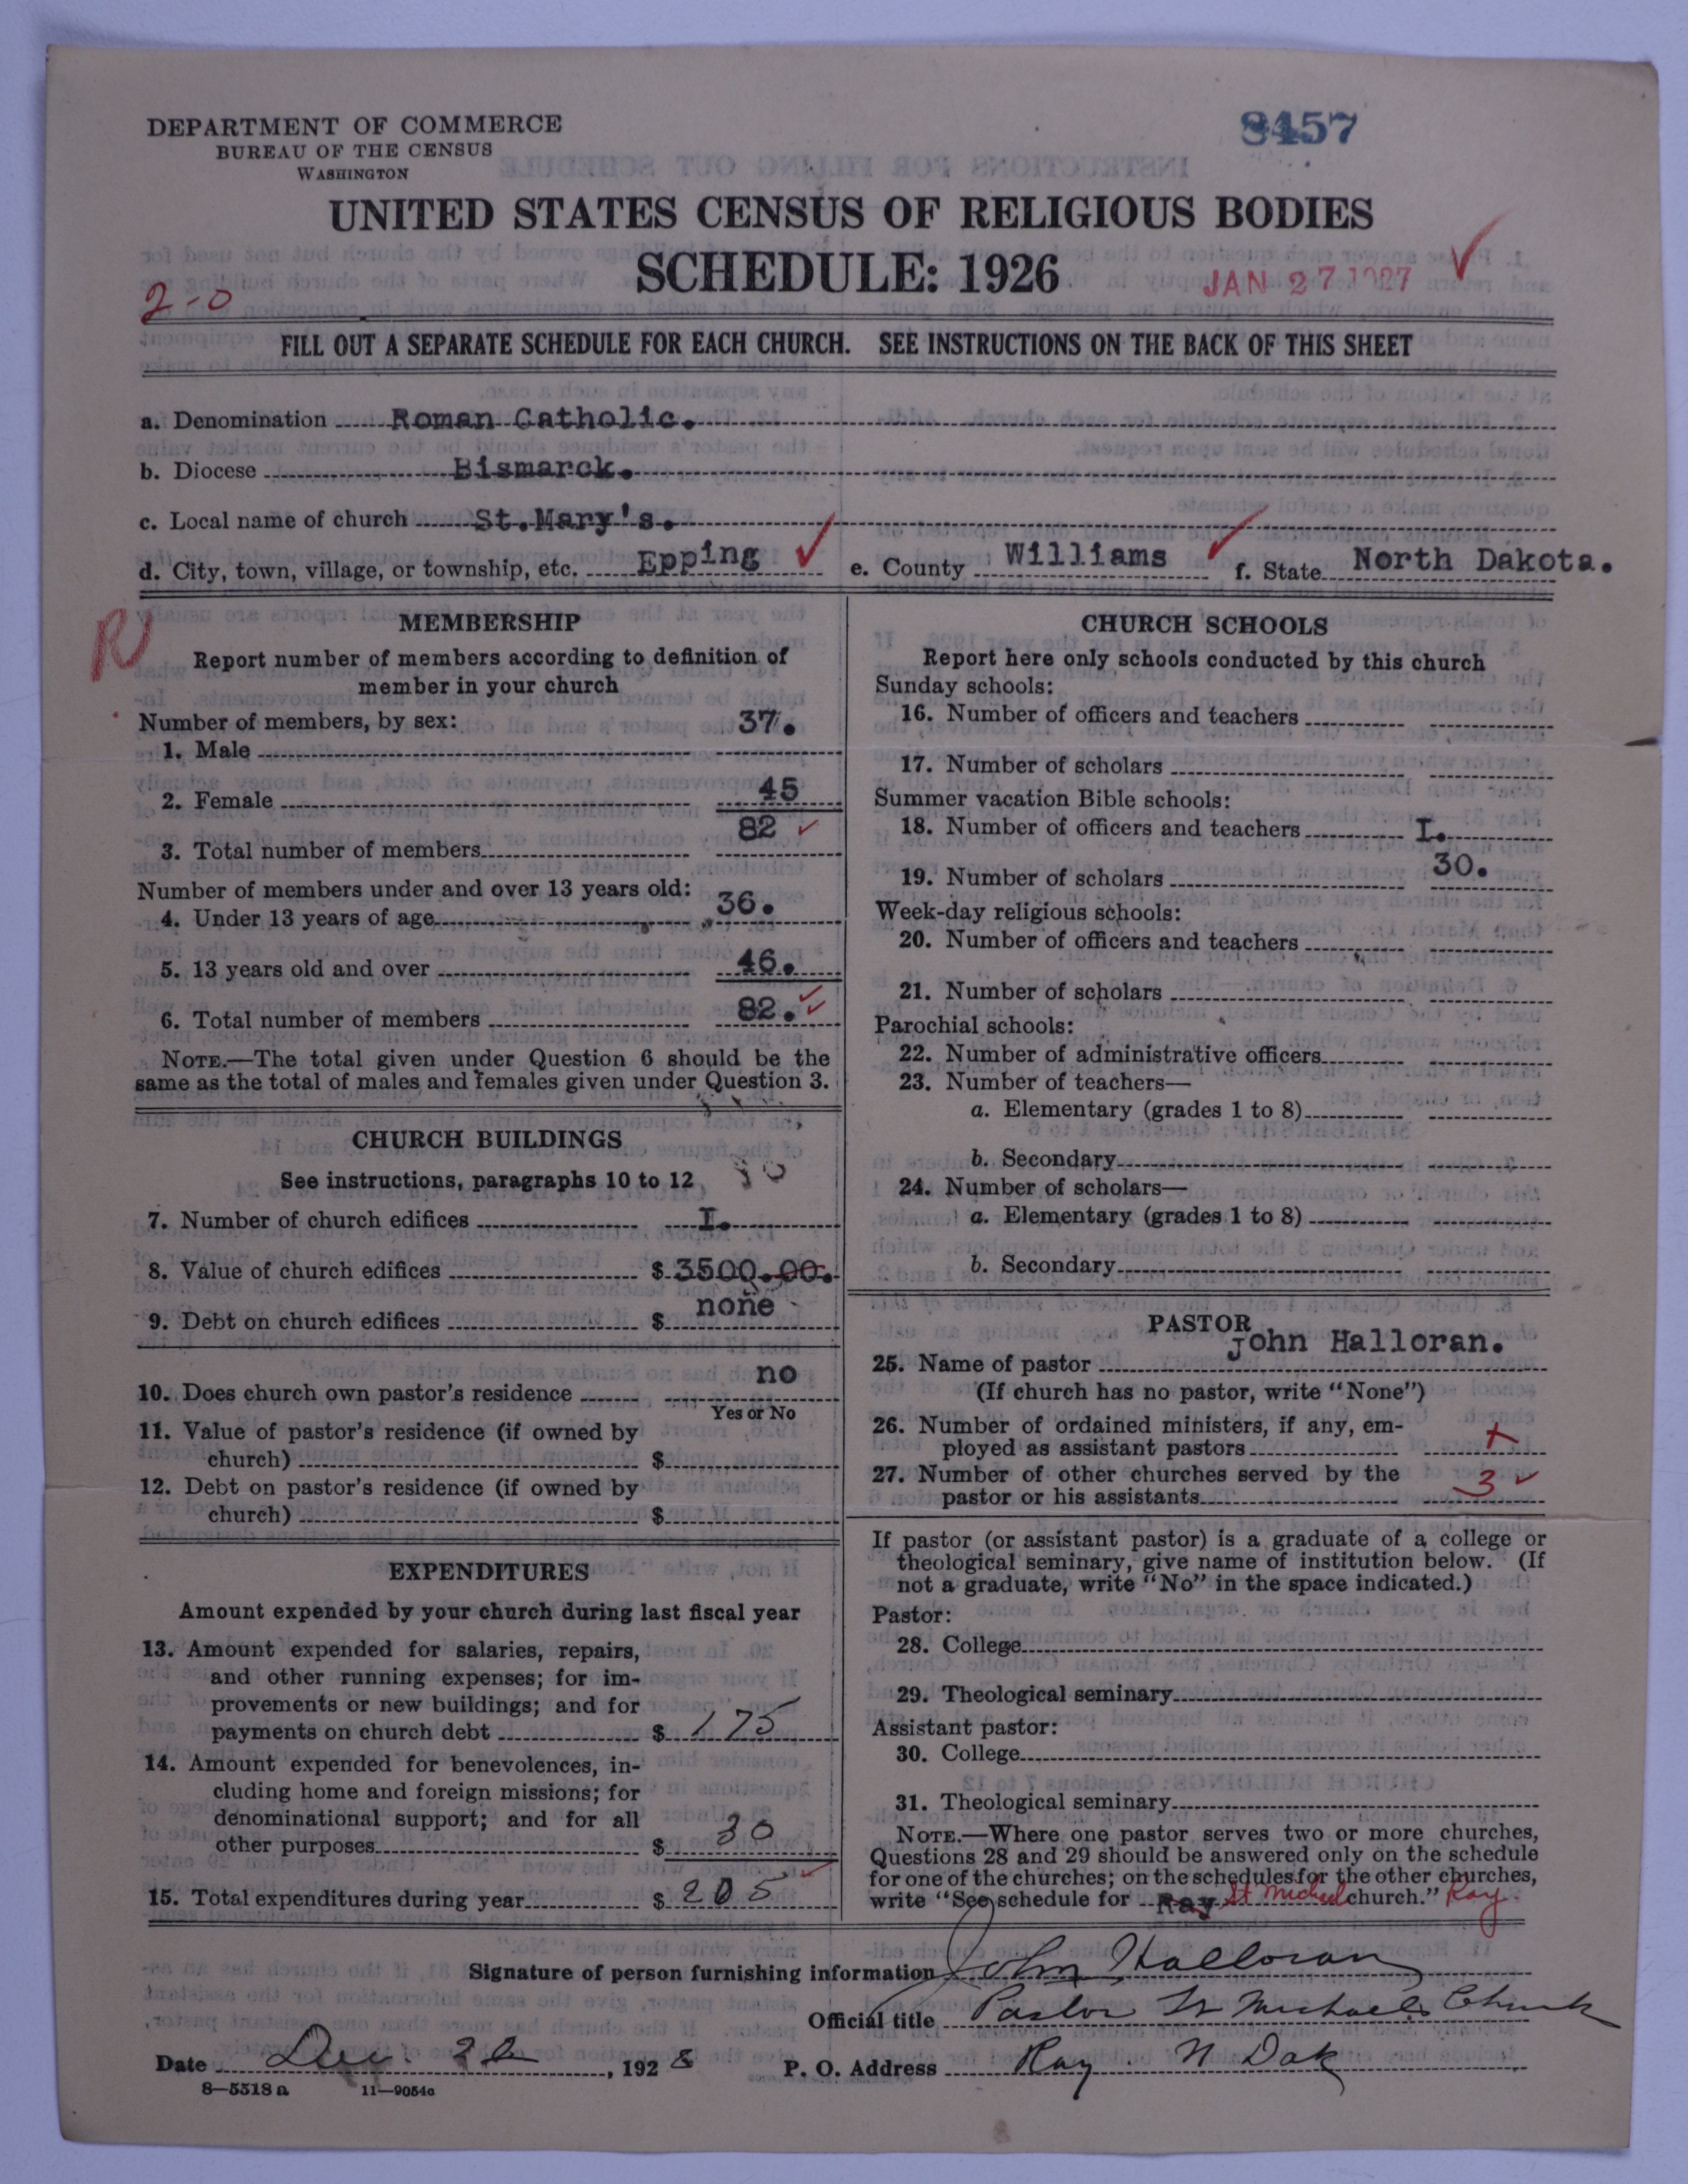 DEPARTMENT OF COMMERCE
BUREAU OF THE CENSUS
WASHINGTON
8457
UNITED STATES CENSUS OF RELIGIOUS BODIES
SCHEDULE: 1926
JAN 27 1927
2-0
FILL OUT A SEPARATE SCHEDULE FOR EACH CHURCH. SEE INSTRUCTIONS ON THE BACK OF THIS SHEET
a. Denomination Roman Catholic.
b. Diocese Bismarck.
c. Local name of church St.Mary's.
d. City, town, village, or township, etc. Epping e. County Williams f. State North Dakota.
MEMBERSHIP
Report number of members according to definition of
member in your church
Number of members, by sex:
1. Male 37.
2. Female 45
3. Total number of members 82
Number of members under and over 13 years old:
4. Under 13 years of age 36.
5. 13 years old and over 46.
6. Total number of members 82.
NOTE.—The total given under Question 6 should be the
same as the total of males and females given under Question 3.
CHURCH BUILDINGS
See instructions, paragraphs 10 to 12
7. Number of church edifices I.
8. Value of church edifices $ 3500.00.
9. Debt on church edifices $ none
10. Does church own pastor's residence no
Yes or No
11. Value of pastor's residence (if owned by
church) $
12. Debt on pastor's residence (if owned by
church) $
EXPENDITURES
Amount expended by your church during last fiscal year
13. Amount expended for salaries, repairs,
and other running expenses; for im-
provements or new buildings; and for
payments on church debt $ 175
14. Amount expended for benevolences, in-
cluding home and foreign missions; for
denominational support; and for all
other purposes $ 30
15. Total expenditures during year $ 205
CHURCH SCHOOLS
Report here only schools conducted by this church
Sunday schools:
16. Number of officers and teachers
17. Number of scholars
Summer vacation Bible schools:
18. Number of officers and teachers I.
19. Number of scholars 30.
Week-day religious schools:
20. Number of officers and teachers
21. Number of scholars
Parochial schools:
22. Number of administrative officers
23. Number of teachers—
a. Elementary (grades 1 to 8)
b. Secondary
24. Number of scholars—
a. Elementary (grades 1 to 8)
b. Secondary
PASTOR
25. Name of pastor John Halloran.
(If church has no pastor, write "None")
26. Number of ordained ministers, if any, em-
ployed as assistant pastors x
27. Number of other churches served by the
pastor or his assistants 3
If pastor (or assistant pastor) is a graduate of a college or
theological seminary, give name of institution below. (If
not a graduate, write "No" in the space indicated.)
Pastor:
28. College
29. Theological seminary
Assistant pastor:
30. College
31. Theological seminary
NOTE.—Where one pastor serves two or more churches,
Questions 28 and 29 should be answered only on the schedule
for one of the churches; on the schedules for the other churches,
write "See schedule for Ray St Michael church." Ray.
Signature of person furnishing information John Halloran
Official title Pastor St Michaels Church
Date Dec. , 1928 P. O. Address Ray N Dak
8-5518 a 11—9054a